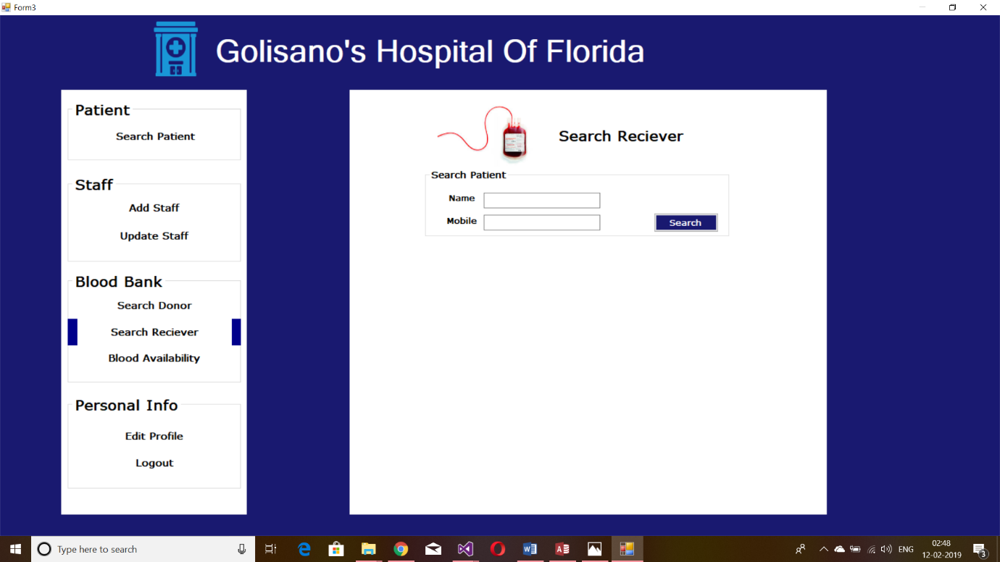 Form3
Golisano's Hospital Of Florida
Patient
Search Patient
Staff
Add Staff
Update Staff
Blood Bank
Search Donor
Search Reciever
Blood Availability
Personal Info
Edit Profile
Logout
Search Reciever
Search Patient
Name
Mobile
Search
Type here to search
ENG
02:48
12-02-2019
3